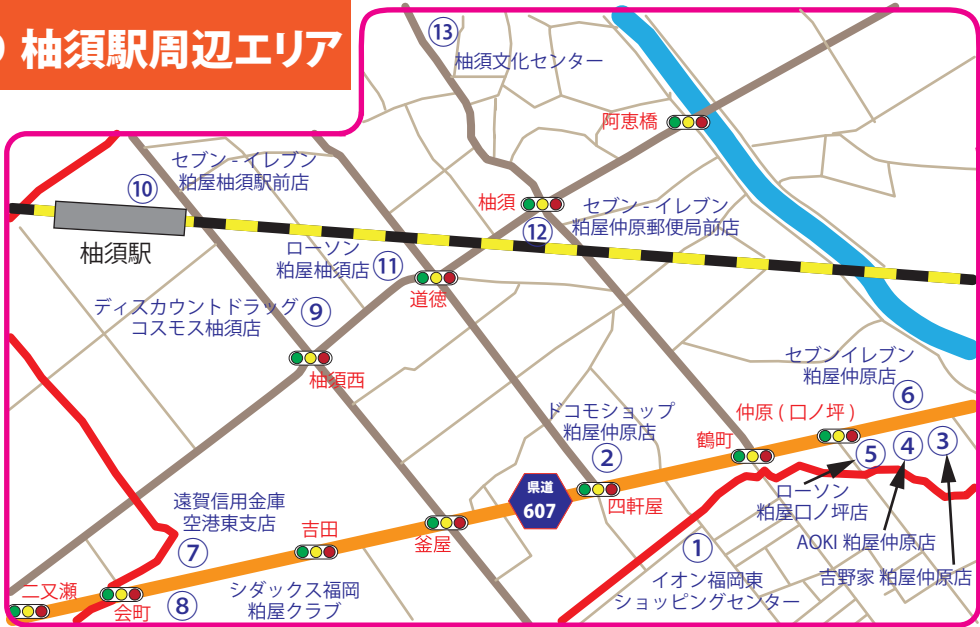 柚須駅周辺エリア
⑬
柚須文化センター
阿恵橋
セブン-イレブン
粕屋柚須駅前店
⑩
柚須
セブン-イレブン
粕屋仲原郵便局前店
⑫
柚須駅
ローソン
粕屋柚須店
⑪
道徳
ディスカウントドラッグ
コスモス柚須店
⑨
柚須西
セブンイレブン
粕屋仲原店
⑥
ドコモショップ
粕屋仲原店
②
仲原(口ノ坪)
鶴町
⑤
④
③
県道
607
四軒屋
ローソン
粕屋口ノ坪店
AOKI 粕屋仲原店
吉野家 粕屋仲原店
遠賀信用金庫
空港東支店
⑦
吉田
釜屋
①
イオン福岡東
ショッピングセンター
二又瀬
会町
⑧
シダックス福岡
粕屋クラブ